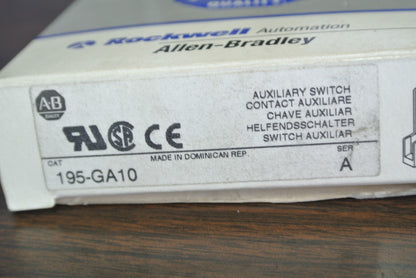 QUALITY
Rockwell Automation
Allen-Bradley
AB
AUXILIARY SWITCH
CONTACT AUXILIARE
CHAVE AUXILIAR
HELFENDSSCHALTER
SWITCH AUXILIAR
MADE IN DOMINICAN REP.
CAT
195-GA10
SER
A